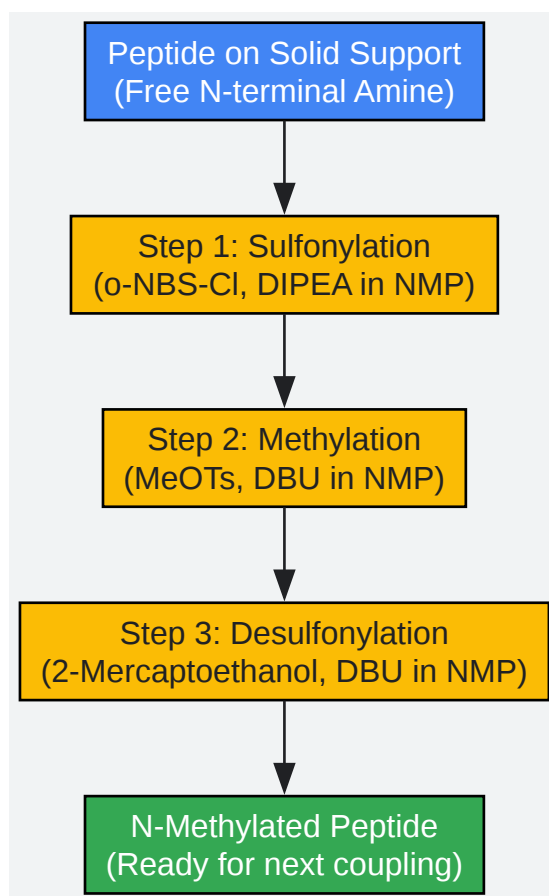 Peptide on Solid Support
(Free N-terminal Amine)
Step 1: Sulfonylation
(o-NBS-Cl, DIPEA in NMP)
Step 2: Methylation
(MeOTs, DBU in NMP)
Step 3: Desulfonylation
(2-Mercaptoethanol, DBU in NMP)
N-Methylated Peptide
(Ready for next coupling)